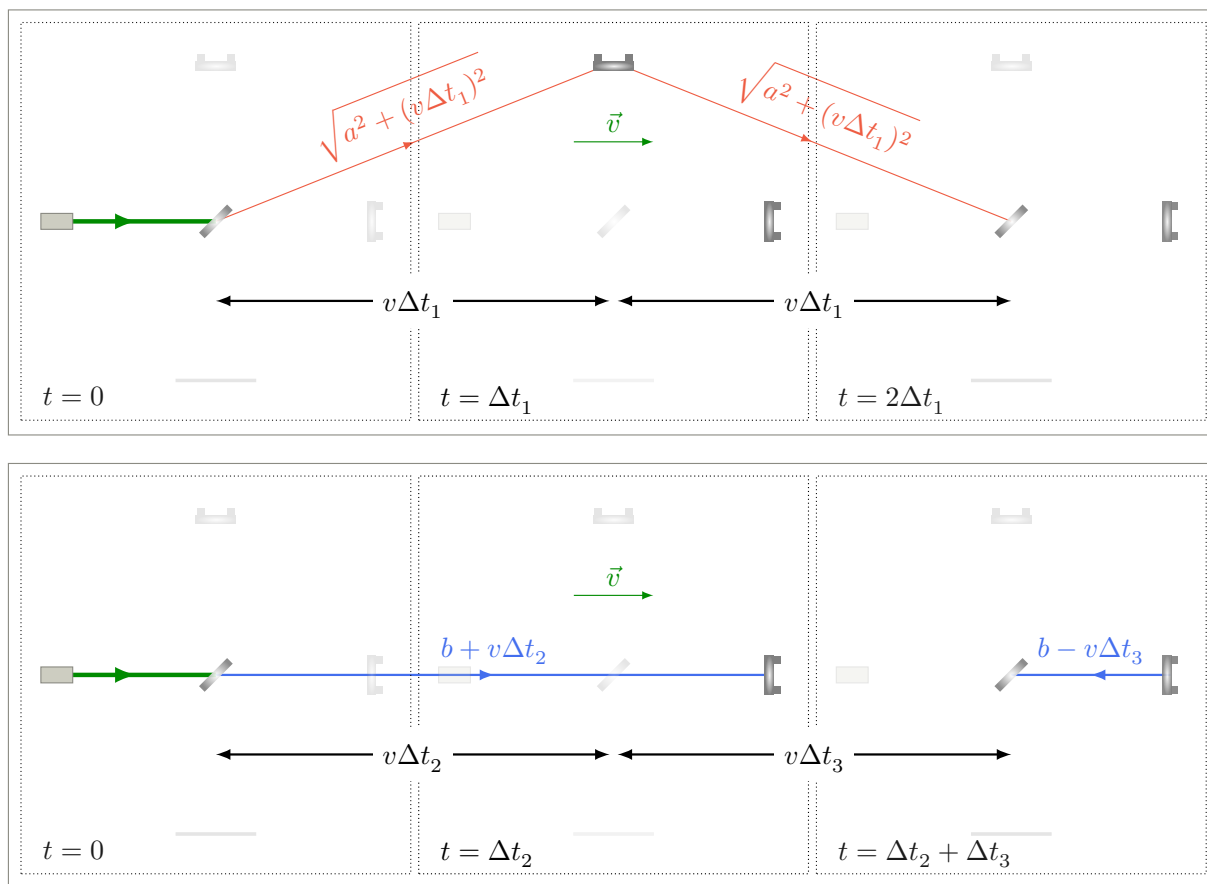 √(a² + (vΔt₁)²)
√(a² + (vΔt₁)²)
v⃗
vΔt₁
vΔt₁
t = 0
t = Δt₁
t = 2Δt₁
v⃗
b + vΔt₂
b − vΔt₃
vΔt₂
vΔt₃
t = 0
t = Δt₂
t = Δt₂ + Δt₃